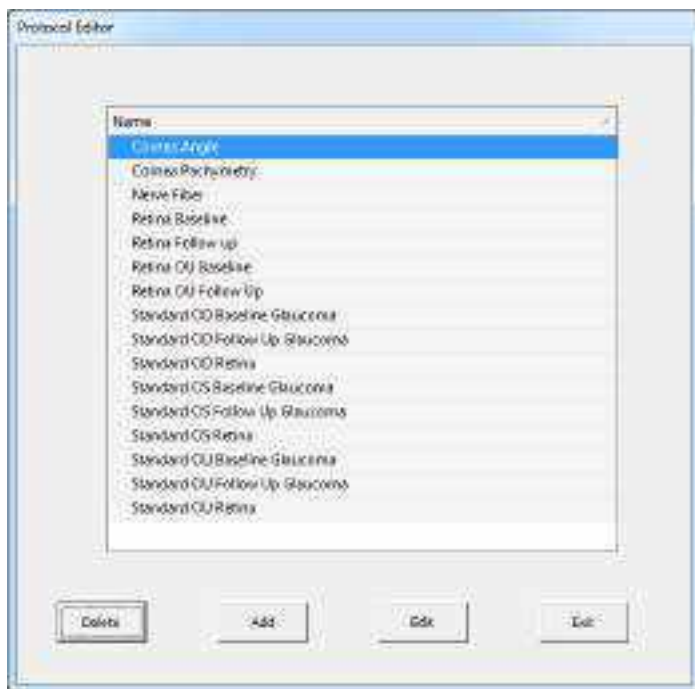 Protocol Editor
Name
Cornea Angle
Cornea Pachymetry
Nerve Fiber
Retina Baseline
Retina Follow up
Retina OU Baseline
Retina OU Follow Up
Standard OD Baseline Glaucoma
Standard OD Follow Up Glaucoma
Standard OD Retina
Standard OS Baseline Glaucoma
Standard OS Follow Up Glaucoma
Standard OS Retina
Standard OU Baseline Glaucoma
Standard OU Follow Up Glaucoma
Standard OU Retina
Delete
Add
Edit
Exit